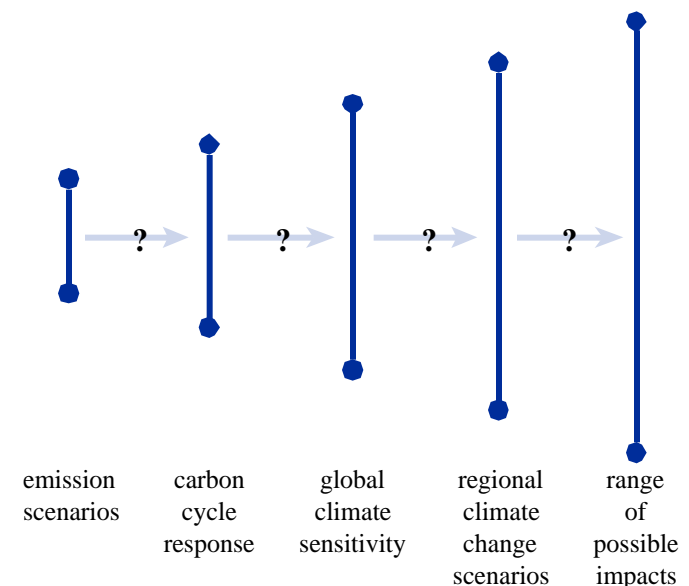 ? ? ? ?
emission
scenarios
carbon
cycle
response
global
climate
sensitivity
regional
climate
change
scenarios
range
of
possible
impacts